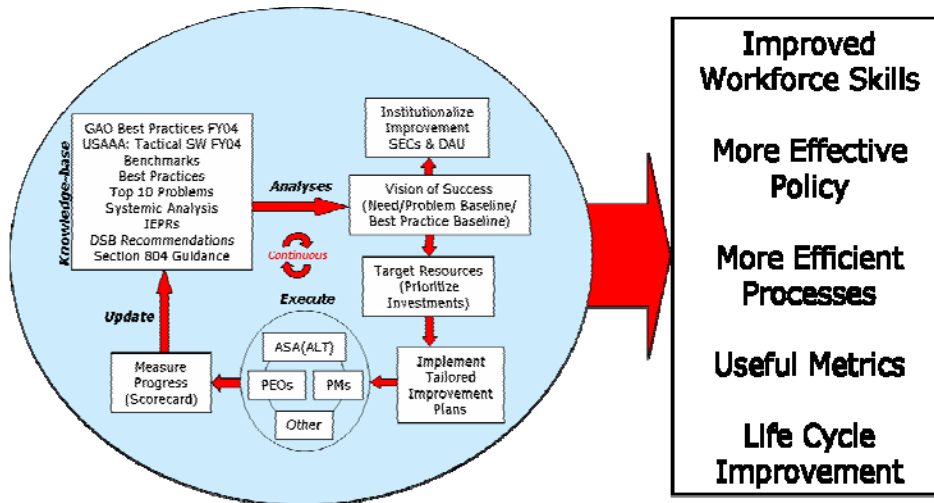 Knowledge-base
GAO Best Practices FY04
USAAA: Tactical SW FY04
Benchmarks
Best Practices
Top 10 Problems
Systemic Analysis
IEPRs
DSB Recommendations
Section 804 Guidance
Analyses
Institutionalize
Improvement
SECs & DAU
Vision of Success
(Need/Problem Baseline/
Best Practice Baseline)
Continuous
Target Resources
(Prioritize
Investments)
Execute
Update
ASA(ALT)
PEOs
PMs
Other
Implement
Tailored
Improvement
Plans
Measure
Progress
(Scorecard)
Improved
Workforce Skills
More Effective
Policy
More Efficient
Processes
Useful Metrics
Life Cycle
Improvement